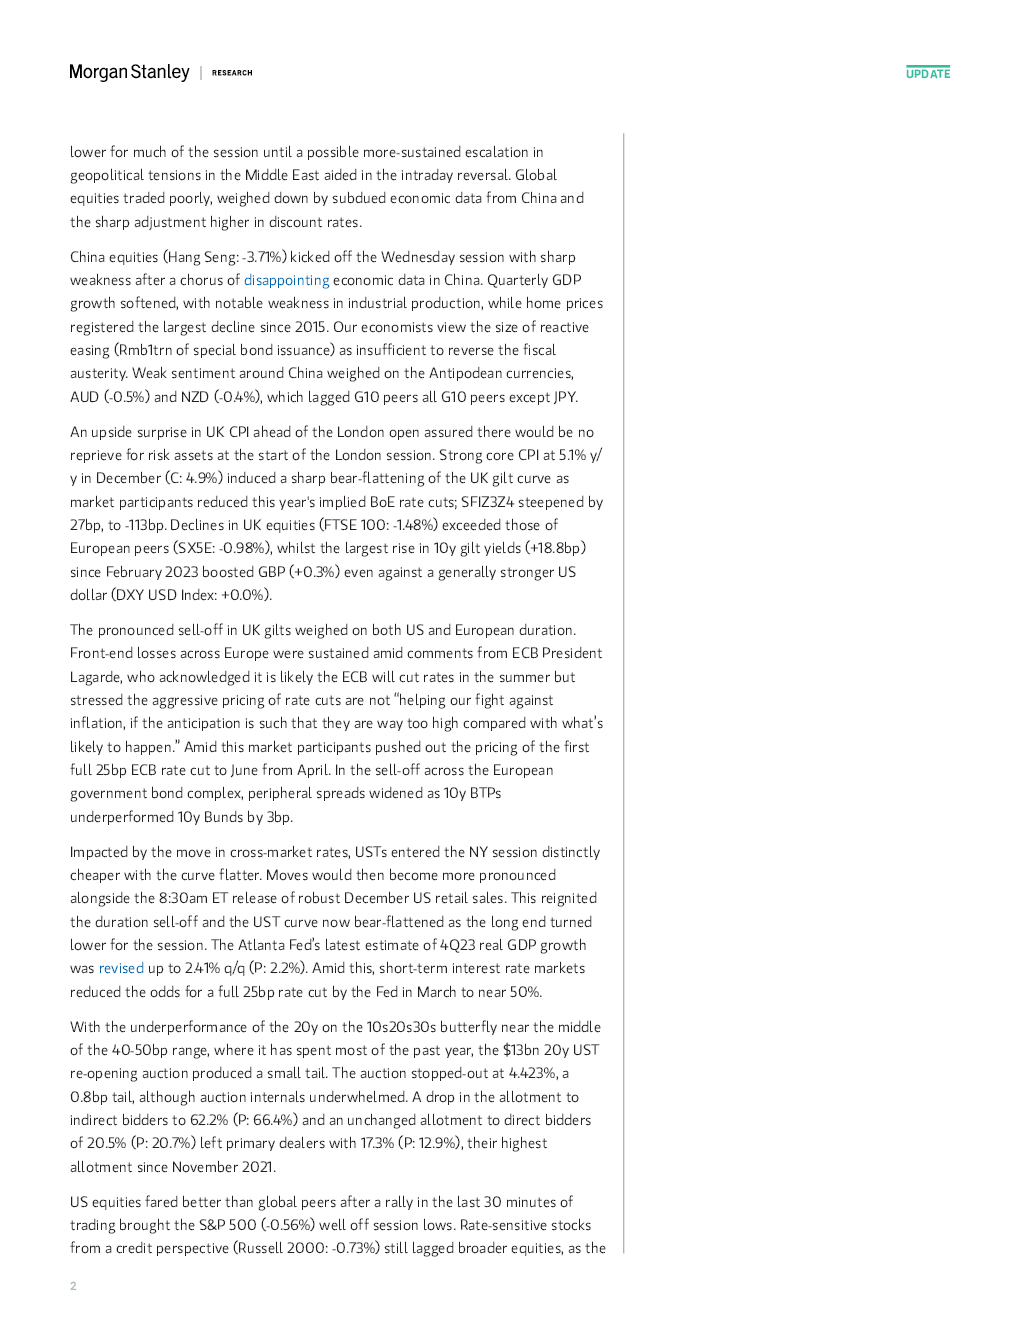 Morgan Stanley | RESEARCH
UPDATE
lower for much of the session until a possible more-sustained escalation in
geopolitical tensions in the Middle East aided in the intraday reversal. Global
equities traded poorly, weighed down by subdued economic data from China and
the sharp adjustment higher in discount rates.
China equities (Hang Seng: -3.71%) kicked off the Wednesday session with sharp
weakness after a chorus of disappointing economic data in China. Quarterly GDP
growth softened, with notable weakness in industrial production, while home prices
registered the largest decline since 2015. Our economists view the size of reactive
easing (Rmb1trn of special bond issuance) as insufficient to reverse the fiscal
austerity. Weak sentiment around China weighed on the Antipodean currencies,
AUD (-0.5%) and NZD (-0.4%), which lagged G10 peers all G10 peers except JPY.
An upside surprise in UK CPI ahead of the London open assured there would be no
reprieve for risk assets at the start of the London session. Strong core CPI at 5.1% y/
y in December (C: 4.9%) induced a sharp bear-flattening of the UK gilt curve as
market participants reduced this year's implied BoE rate cuts; SFIZ3Z4 steepened by
27bp, to -113bp. Declines in UK equities (FTSE 100: -1.48%) exceeded those of
European peers (SX5E: -0.98%), whilst the largest rise in 10y gilt yields (+18.8bp)
since February 2023 boosted GBP (+0.3%) even against a generally stronger US
dollar (DXY USD Index: +0.0%).
The pronounced sell-off in UK gilts weighed on both US and European duration.
Front-end losses across Europe were sustained amid comments from ECB President
Lagarde, who acknowledged it is likely the ECB will cut rates in the summer but
stressed the aggressive pricing of rate cuts are not “helping our fight against
inflation, if the anticipation is such that they are way too high compared with what’s
likely to happen.” Amid this market participants pushed out the pricing of the first
full 25bp ECB rate cut to June from April. In the sell-off across the European
government bond complex, peripheral spreads widened as 10y BTPs
underperformed 10y Bunds by 3bp.
Impacted by the move in cross-market rates, USTs entered the NY session distinctly
cheaper with the curve flatter. Moves would then become more pronounced
alongside the 8:30am ET release of robust December US retail sales. This reignited
the duration sell-off and the UST curve now bear-flattened as the long end turned
lower for the session. The Atlanta Fed’s latest estimate of 4Q23 real GDP growth
was revised up to 2.41% q/q (P: 2.2%). Amid this, short-term interest rate markets
reduced the odds for a full 25bp rate cut by the Fed in March to near 50%.
With the underperformance of the 20y on the 10s20s30s butterfly near the middle
of the 40-50bp range, where it has spent most of the past year, the $13bn 20y UST
re-opening auction produced a small tail. The auction stopped-out at 4.423%, a
0.8bp tail, although auction internals underwhelmed. A drop in the allotment to
indirect bidders to 62.2% (P: 66.4%) and an unchanged allotment to direct bidders
of 20.5% (P: 20.7%) left primary dealers with 17.3% (P: 12.9%), their highest
allotment since November 2021.
US equities fared better than global peers after a rally in the last 30 minutes of
trading brought the S&P 500 (-0.56%) well off session lows. Rate-sensitive stocks
from a credit perspective (Russell 2000: -0.73%) still lagged broader equities, as the
2